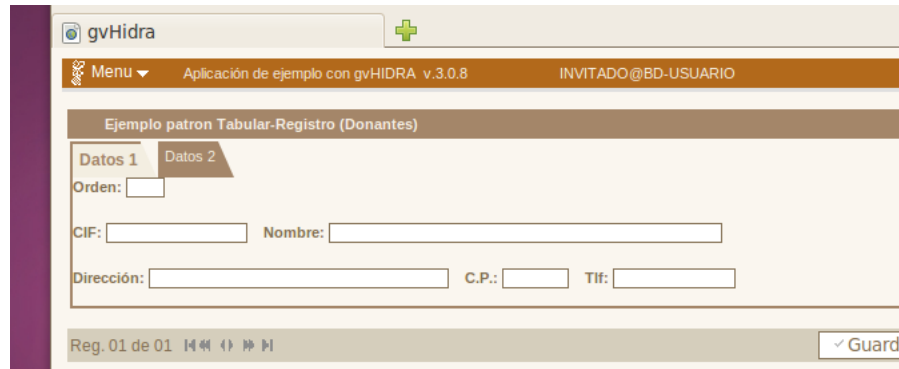 gvHidra
Menu Aplicación de ejemplo con gvHIDRA v.3.0.8 INVITADO@BD-USUARIO
Ejemplo patron Tabular-Registro (Donantes)
Datos 1 Datos 2
Orden:
CIF: Nombre:
Dirección: C.P.: Tlf:
Reg. 01 de 01 Guard